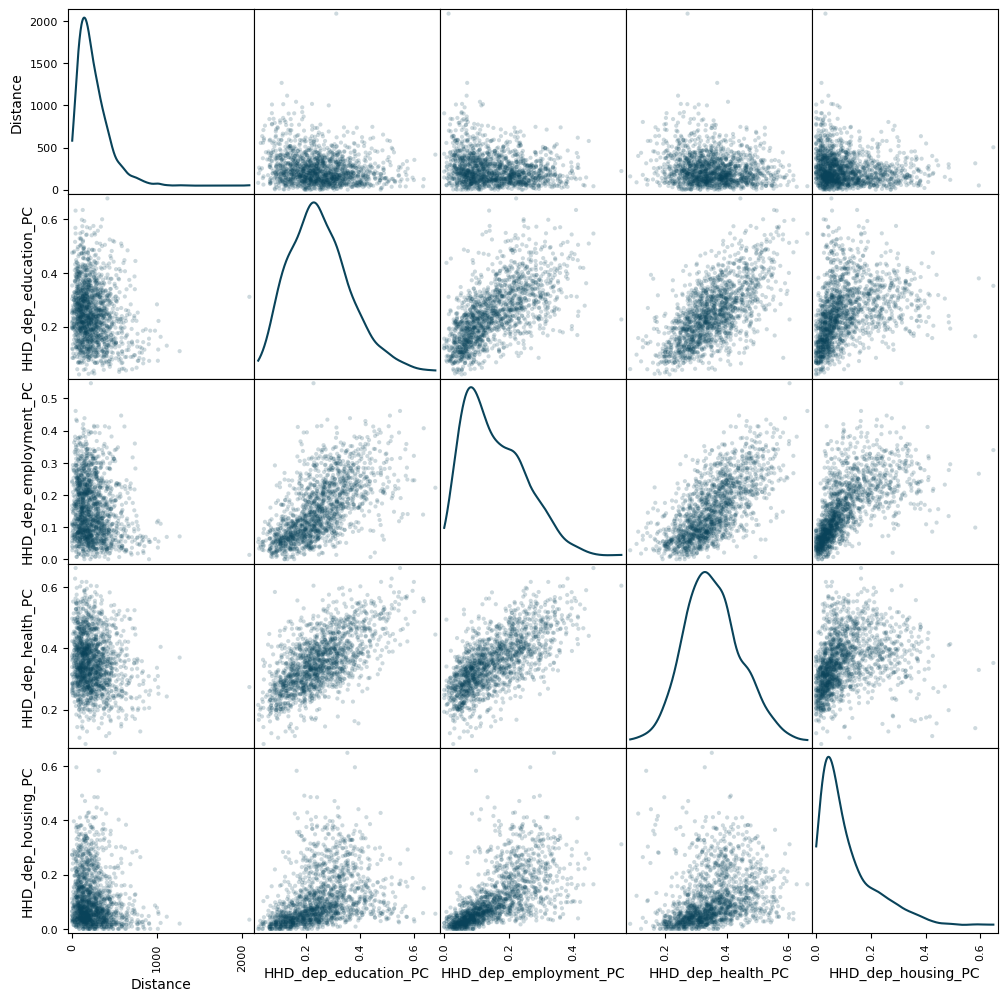 2000
1500
1000
500
0
Distance
0.6
0.4
0.2
HHD_dep_education_PC
0.5
0.4
0.3
0.2
0.1
0.0
HHD_dep_employment_PC
0.6
0.4
0.2
HHD_dep_health_PC
0.6
0.4
0.2
0.0
HHD_dep_housing_PC
0 1000 2000
0.2 0.4 0.6
0.0 0.2 0.4
0.2 0.4 0.6
0.0 0.2 0.4 0.6
Distance HHD_dep_education_PC HHD_dep_employment_PC HHD_dep_health_PC HHD_dep_housing_PC